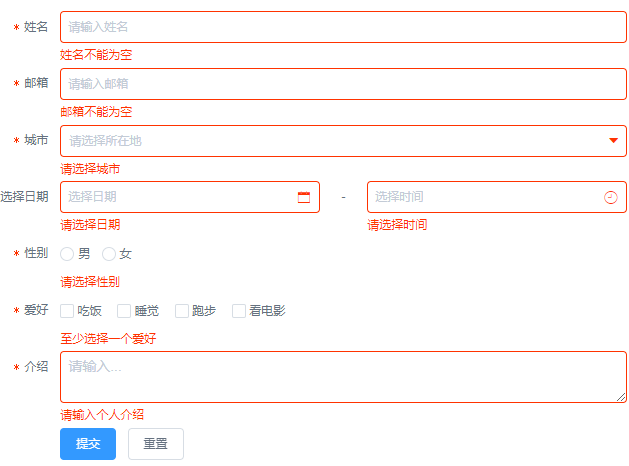 * 姓名 请输入姓名
姓名不能为空
* 邮箱 请输入邮箱
邮箱不能为空
* 城市 请选择所在地
请选择城市
选择日期 选择日期 - 选择时间
请选择日期 请选择时间
* 性别 男 女
请选择性别
* 爱好 吃饭 睡觉 跑步 看电影
至少选择一个爱好
* 介绍 请输入...
请输入个人介绍
提交 重置